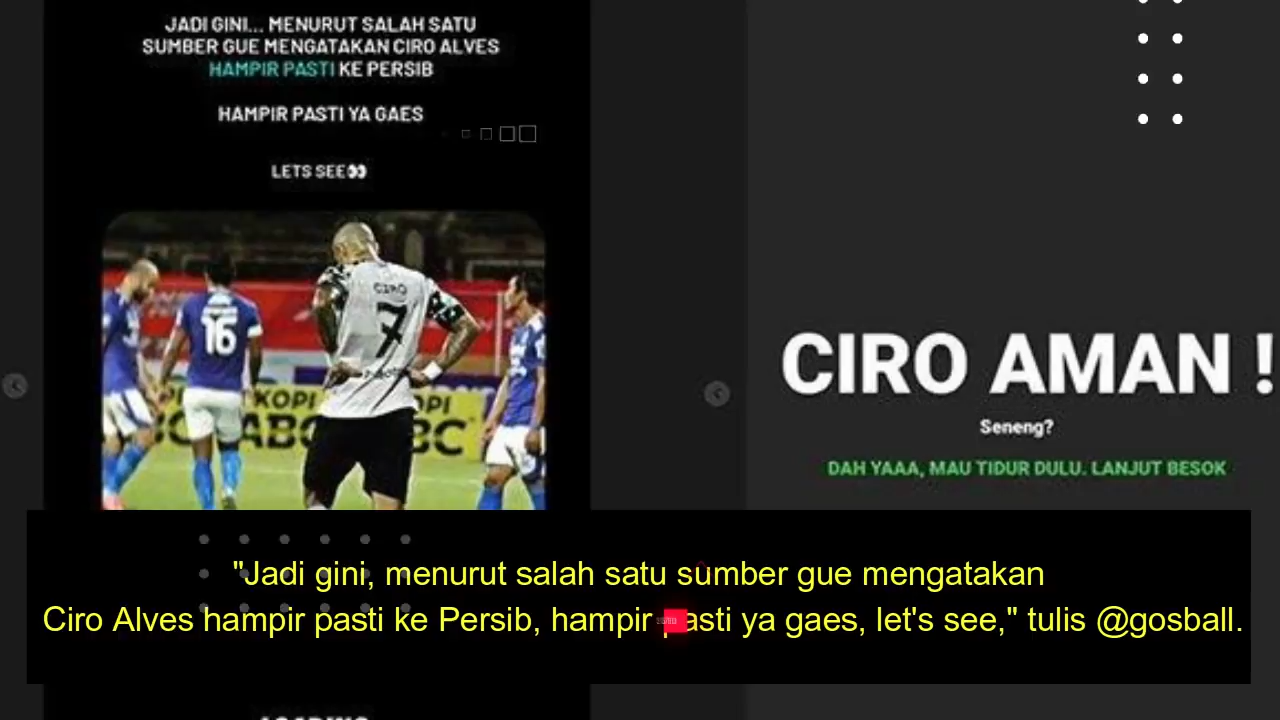 JADI GINI... MENURUT SALAH SATU
SUMBER GUE MENGATAKAN CIRO ALVES
HAMPIR PASTI KE PERSIB
HAMPIR PASTI YA GAES
LETS SEE👀
CIRO
7
16
KOPI
ABC
CIRO AMAN !
Seneng?
DAH YAAA, MAU TIDUR DULU. LANJUT BESOK
"Jadi gini, menurut salah satu sumber gue mengatakan
Ciro Alves hampir pasti ke Persib, hampir pasti ya gaes, let's see," tulis @gosball.